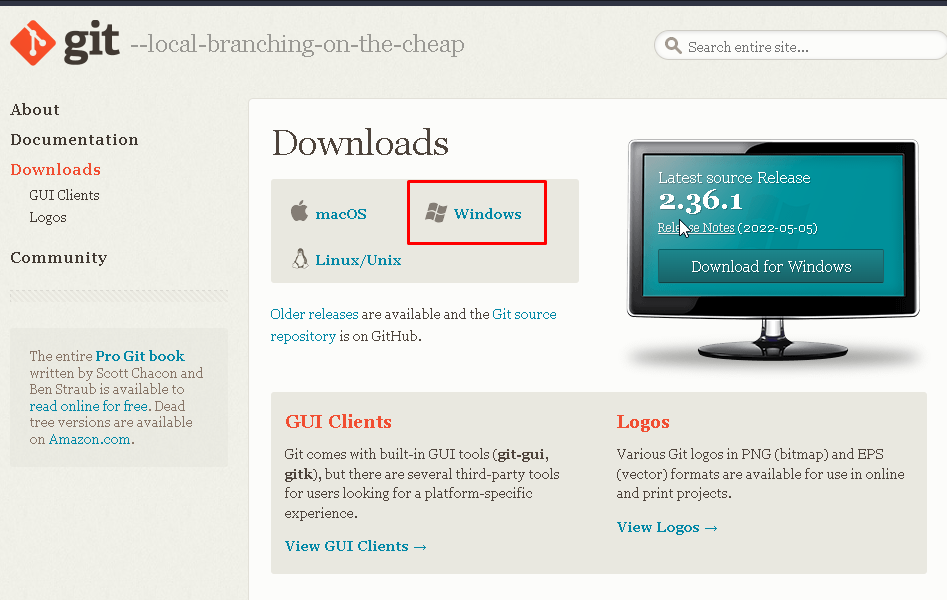 git --local-branching-on-the-cheap
Search entire site...
About
Documentation
Downloads
GUI Clients
Logos
Community
The entire Pro Git book
written by Scott Chacon and
Ben Straub is available to
read online for free. Dead
tree versions are available
on Amazon.com.
Downloads
macOS
Windows
Linux/Unix
Older releases are available and the Git source
repository is on GitHub.
Latest source Release
2.36.1
Release Notes (2022-05-05)
Download for Windows
GUI Clients
Git comes with built-in GUI tools (git-gui,
gitk), but there are several third-party tools
for users looking for a platform-specific
experience.
View GUI Clients →
Logos
Various Git logos in PNG (bitmap) and EPS
(vector) formats are available for use in online
and print projects.
View Logos →